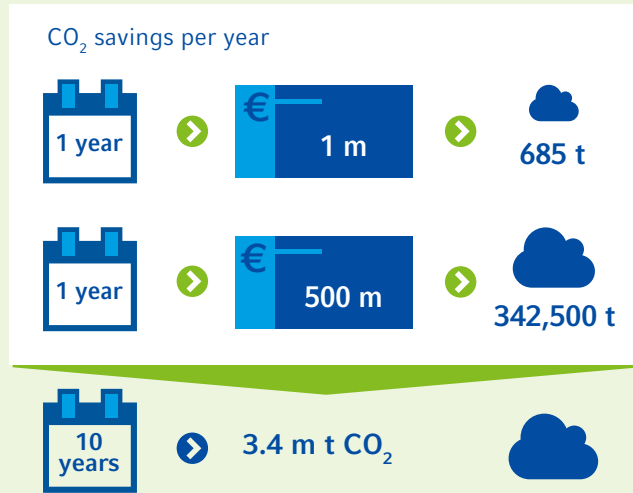 CO₂ savings per year
1 year € 1 m 685 t
1 year € 500 m 342,500 t
10 years 3.4 m t CO₂